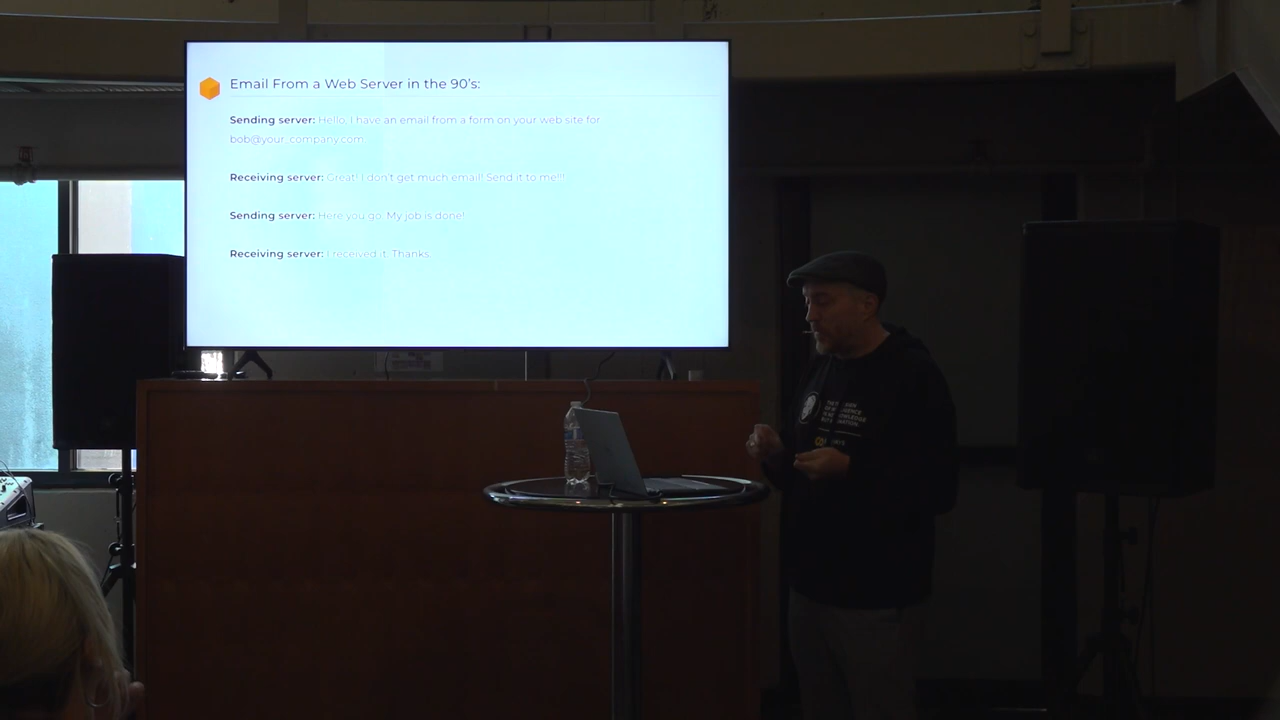 Email From a Web Server in the 90's:
Sending server: Hello, I have an email from a form on your web site for
bob@your-company.com.
Receiving server: Great! I don't get much email! Send it to me!!!
Sending server: Here you go. My job is done!
Receiving server: I received it. Thanks.